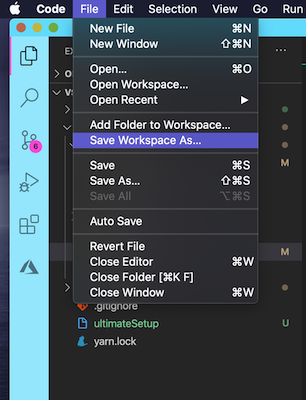 Code File Edit Selection View Go Run
New File ⌘N
New Window ⇧⌘N
EX
...
Open... ⌘O
Open Workspace...
Open Recent
Add Folder to Workspace...
Save Workspace As...
6
Save ⌘S
Save As... ⇧⌘S
Save All ⌥⌘S
Auto Save
M
Revert File
Close Editor ⌘W
M
Close Folder [⌘K F]
Close Window ⌘W
.gitignore
ultimateSetup U
yarn.lock